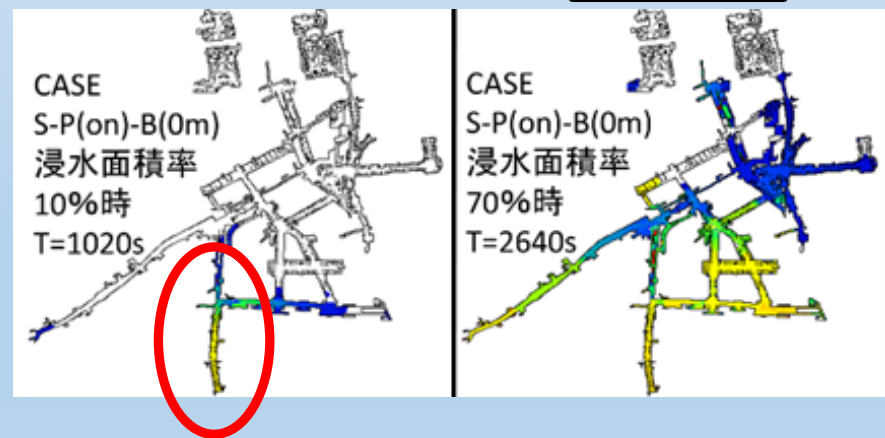 CASE
S-P(on)-B(0m)
浸水面積率
10%時
T=1020s
CASE
S-P(on)-B(0m)
浸水面積率
70%時
T=2640s